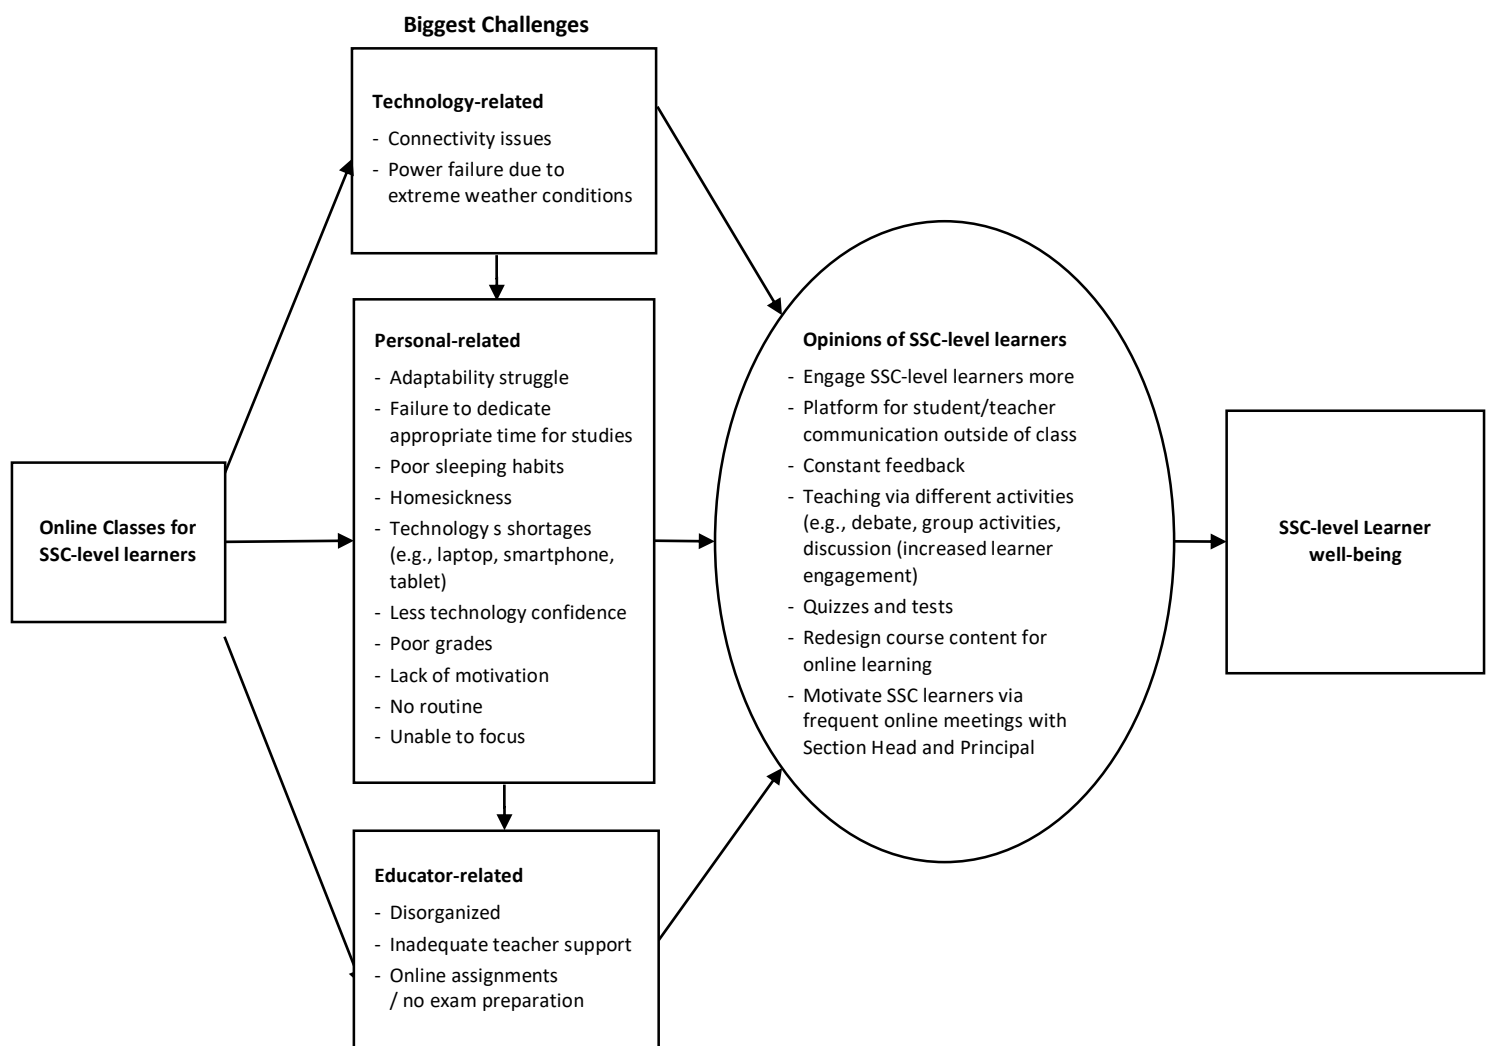 Biggest Challenges
Technology-related
- Connectivity issues
- Power failure due to
extreme weather conditions
Personal-related
- Adaptability struggle
- Failure to dedicate
appropriate time for studies
- Poor sleeping habits
- Homesickness
- Technology s shortages
(e.g., laptop, smartphone,
tablet)
- Less technology confidence
- Poor grades
- Lack of motivation
- No routine
- Unable to focus
Educator-related
- Disorganized
- Inadequate teacher support
- Online assignments
/ no exam preparation
Online Classes for
SSC-level learners
Opinions of SSC-level learners
- Engage SSC-level learners more
- Platform for student/teacher
communication outside of class
- Constant feedback
- Teaching via different activities
(e.g., debate, group activities,
discussion (increased learner
engagement)
- Quizzes and tests
- Redesign course content for
online learning
- Motivate SSC learners via
frequent online meetings with
Section Head and Principal
SSC-level Learner
well-being